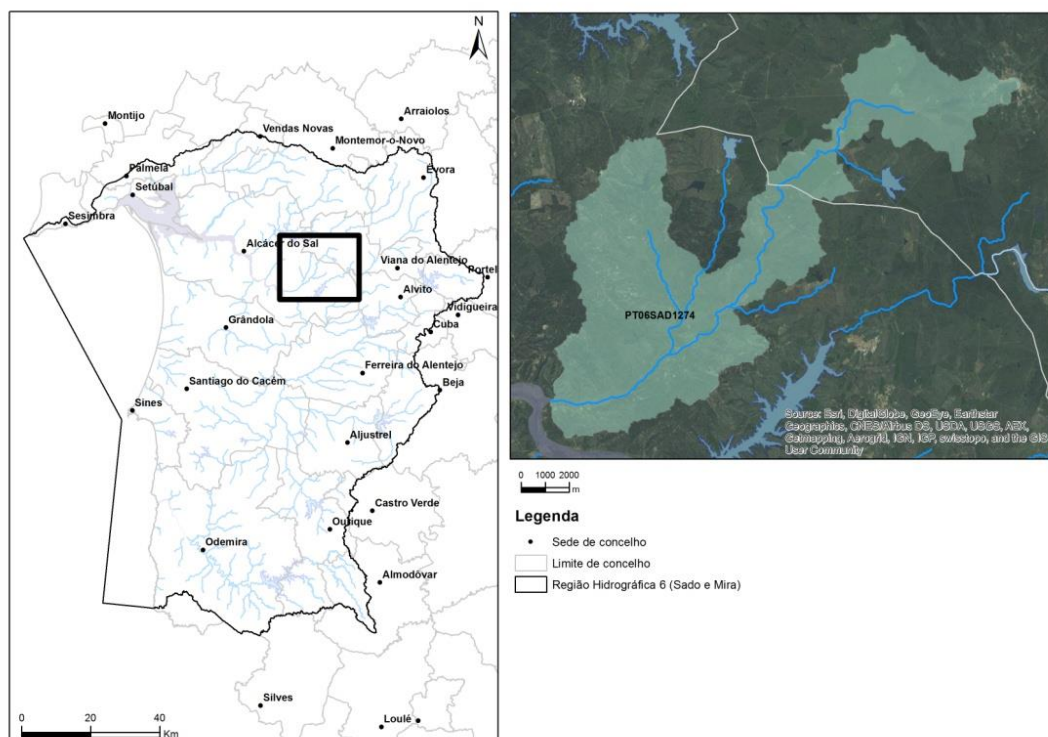 N
Montijo
Arraiolos
Vendas Novas
Montemor-o-Novo
Palmela
Évora
Setúbal
Sesimbra
Alcácer do Sal
Viana do Alentejo
Portel
Alvito
Vidigueira
Grândola
Cuba
Ferreira do Alentejo
Santiago do Cacém
Beja
Sines
Aljustrel
Castro Verde
Ourique
Odemira
Almodôvar
Silves
Loulé
0 20 40
Km
PT06SAD1274
Source: Esri, DigitalGlobe, GeoEye, Earthstar
Geographics, CNES/Airbus DS, USDA, USGS, AEX,
Getmapping, Aerogrid, IGN, IGP, swisstopo, and the GIS
User Community
0 1000 2000
m
Legenda
Sede de concelho
Limite de concelho
Região Hidrográfica 6 (Sado e Mira)